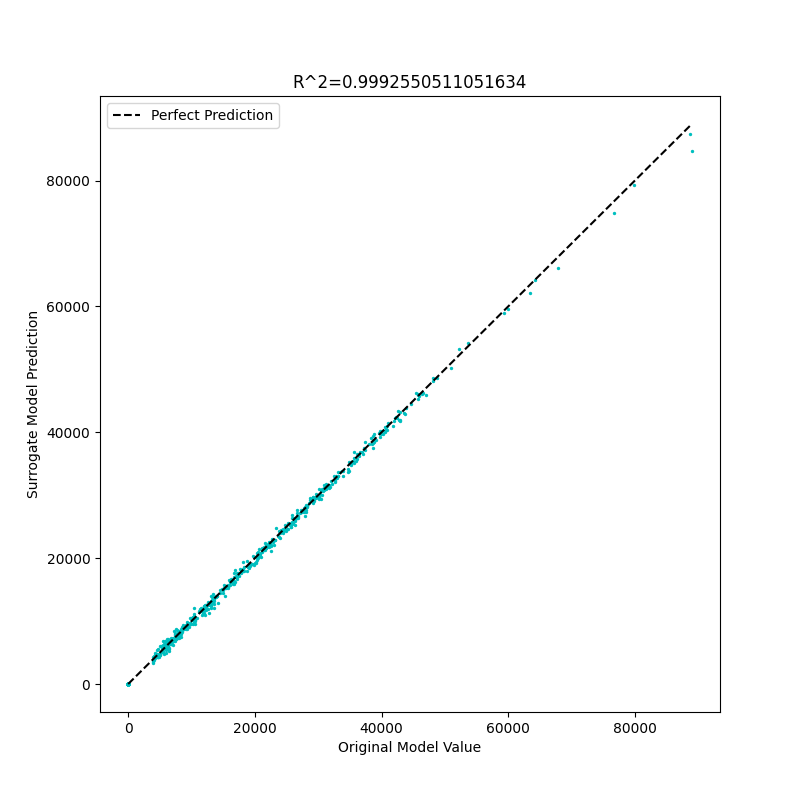 R^2=0.9992550511051634
Perfect Prediction
Surrogate Model Prediction
80000
60000
40000
20000
0
0 20000 40000 60000 80000
Original Model Value